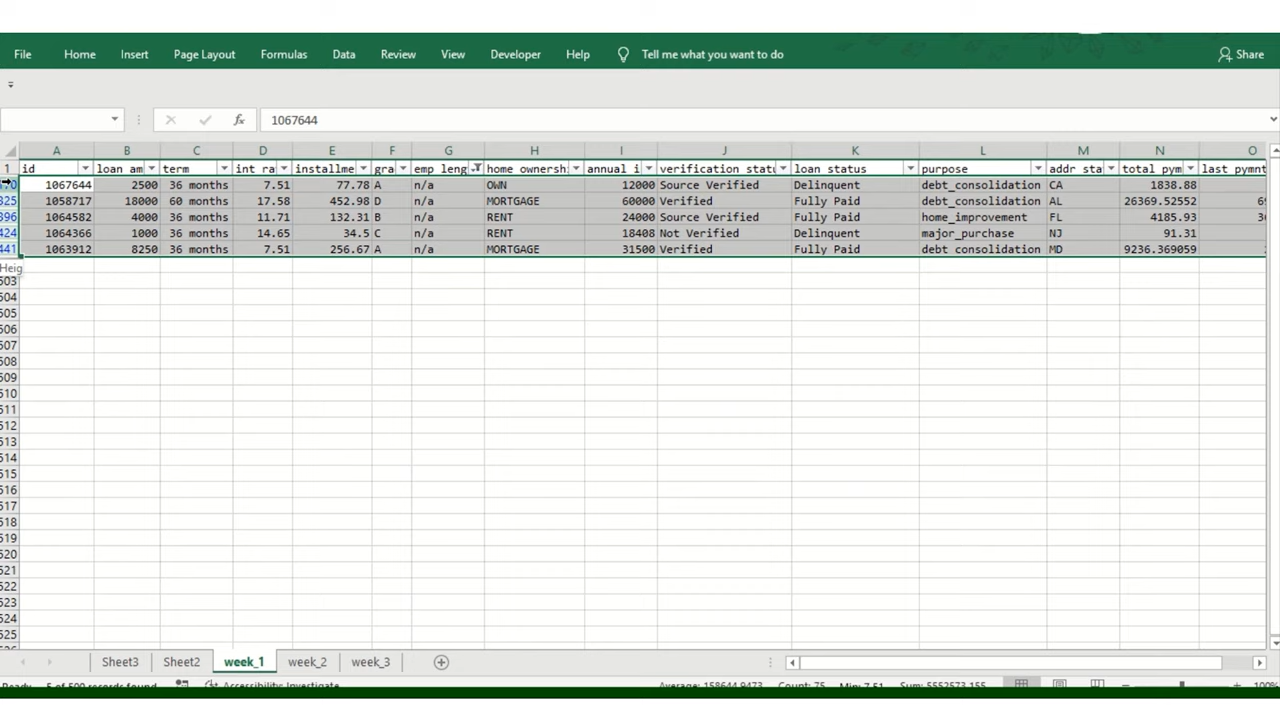 File Home Insert Page Layout Formulas Data Review View Developer Help Tell me what you want to do Share
fx 1067644
A B C D E F G H I J K L M N O
1 id loan am term int ra installme gra emp leng home ownersh annual i verification statu loan status purpose addr sta total pym last pymnt
1067644 2500 36 months 7.51 77.78 A n/a OWN 12000 Source Verified Delinquent debt_consolidation CA 1838.88
825 1058717 18000 60 months 17.58 452.98 D n/a MORTGAGE 60000 Verified Fully Paid debt_consolidation AL 26369.52552
896 1064582 4000 36 months 11.71 132.31 B n/a RENT 24000 Source Verified Fully Paid home_improvement FL 4185.93
424 1064366 1000 36 months 14.65 34.5 C n/a RENT 18408 Not Verified Delinquent major_purchase NJ 91.31
441 1063912 8250 36 months 7.51 256.67 A n/a MORTGAGE 31500 Verified Fully Paid debt consolidation MD 9236.369059
Heig
503
504
505
506
507
508
509
510
511
512
513
514
515
516
517
518
519
520
521
522
523
524
525
Sheet3 Sheet2 week_1 week_2 week_3
Ready 5 of 500 records found Accessibility: Investigate Average: 158644.9473 Count: 75 Min: 7.51 Sum: 5552573.155 100%